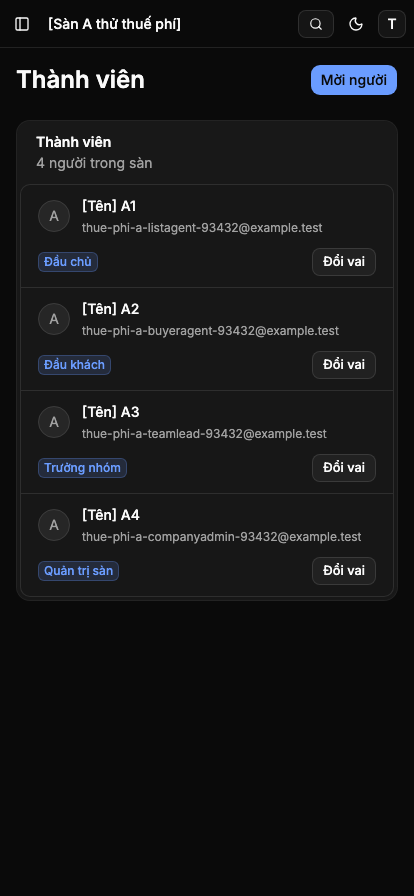 [Sàn A thử thuế phí]
T
Thành viên
Mời người
Thành viên
4 người trong sàn
A
[Tên] A1
thue-phi-a-listagent-93432@example.test
Đầu chủ
Đổi vai
A
[Tên] A2
thue-phi-a-buyeragent-93432@example.test
Đầu khách
Đổi vai
A
[Tên] A3
thue-phi-a-teamlead-93432@example.test
Trưởng nhóm
Đổi vai
A
[Tên] A4
thue-phi-a-companyadmin-93432@example.test
Quản trị sàn
Đổi vai